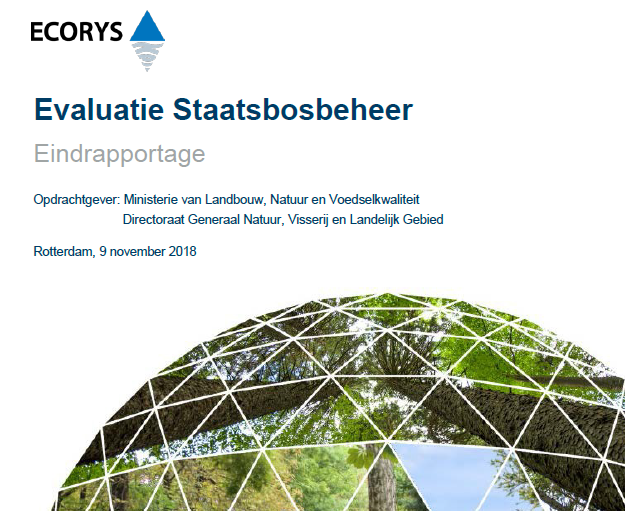 ECORYS
Evaluatie Staatsbosbeheer
Eindrapportage
Opdrachtgever: Ministerie van Landbouw, Natuur en Voedselkwaliteit
Directoraat Generaal Natuur, Visserij en Landelijk Gebied
Rotterdam, 9 november 2018